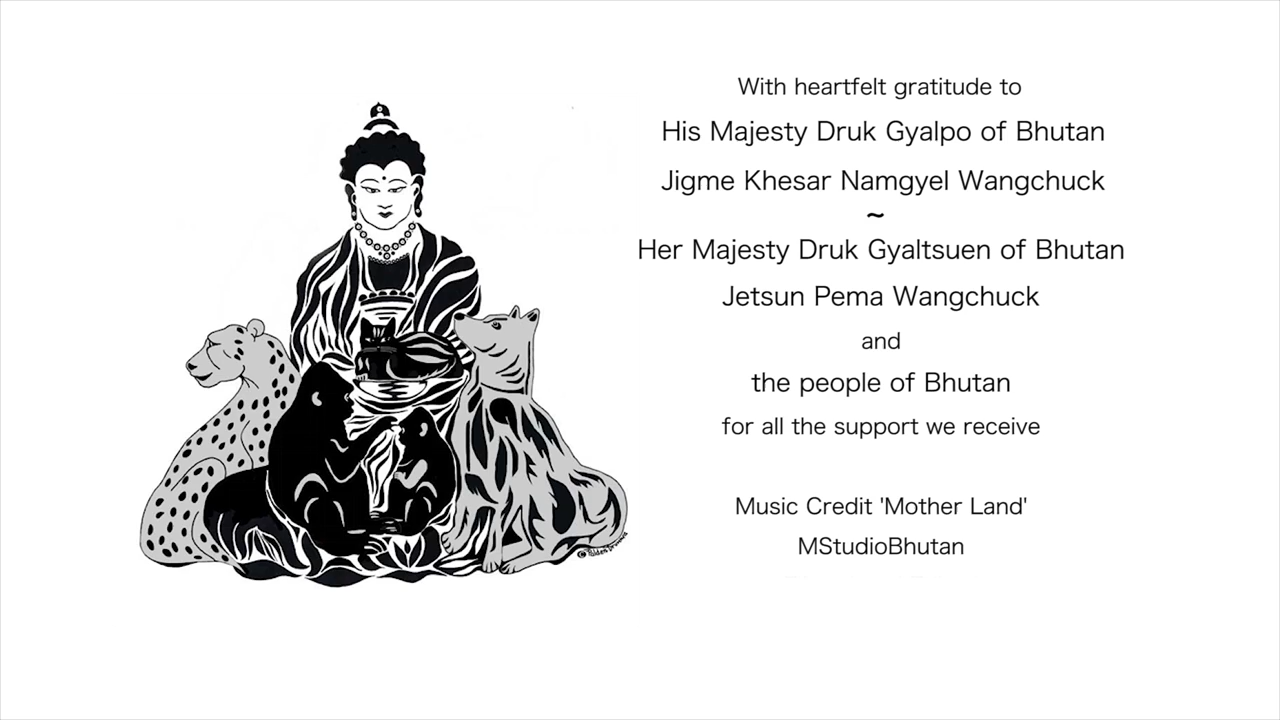 With heartfelt gratitude to
His Majesty Druk Gyalpo of Bhutan
Jigme Khesar Namgyel Wangchuck
~
Her Majesty Druk Gyaltsuen of Bhutan
Jetsun Pema Wangchuck
and
the people of Bhutan
for all the support we receive
Music Credit 'Mother Land'
MStudioBhutan
©